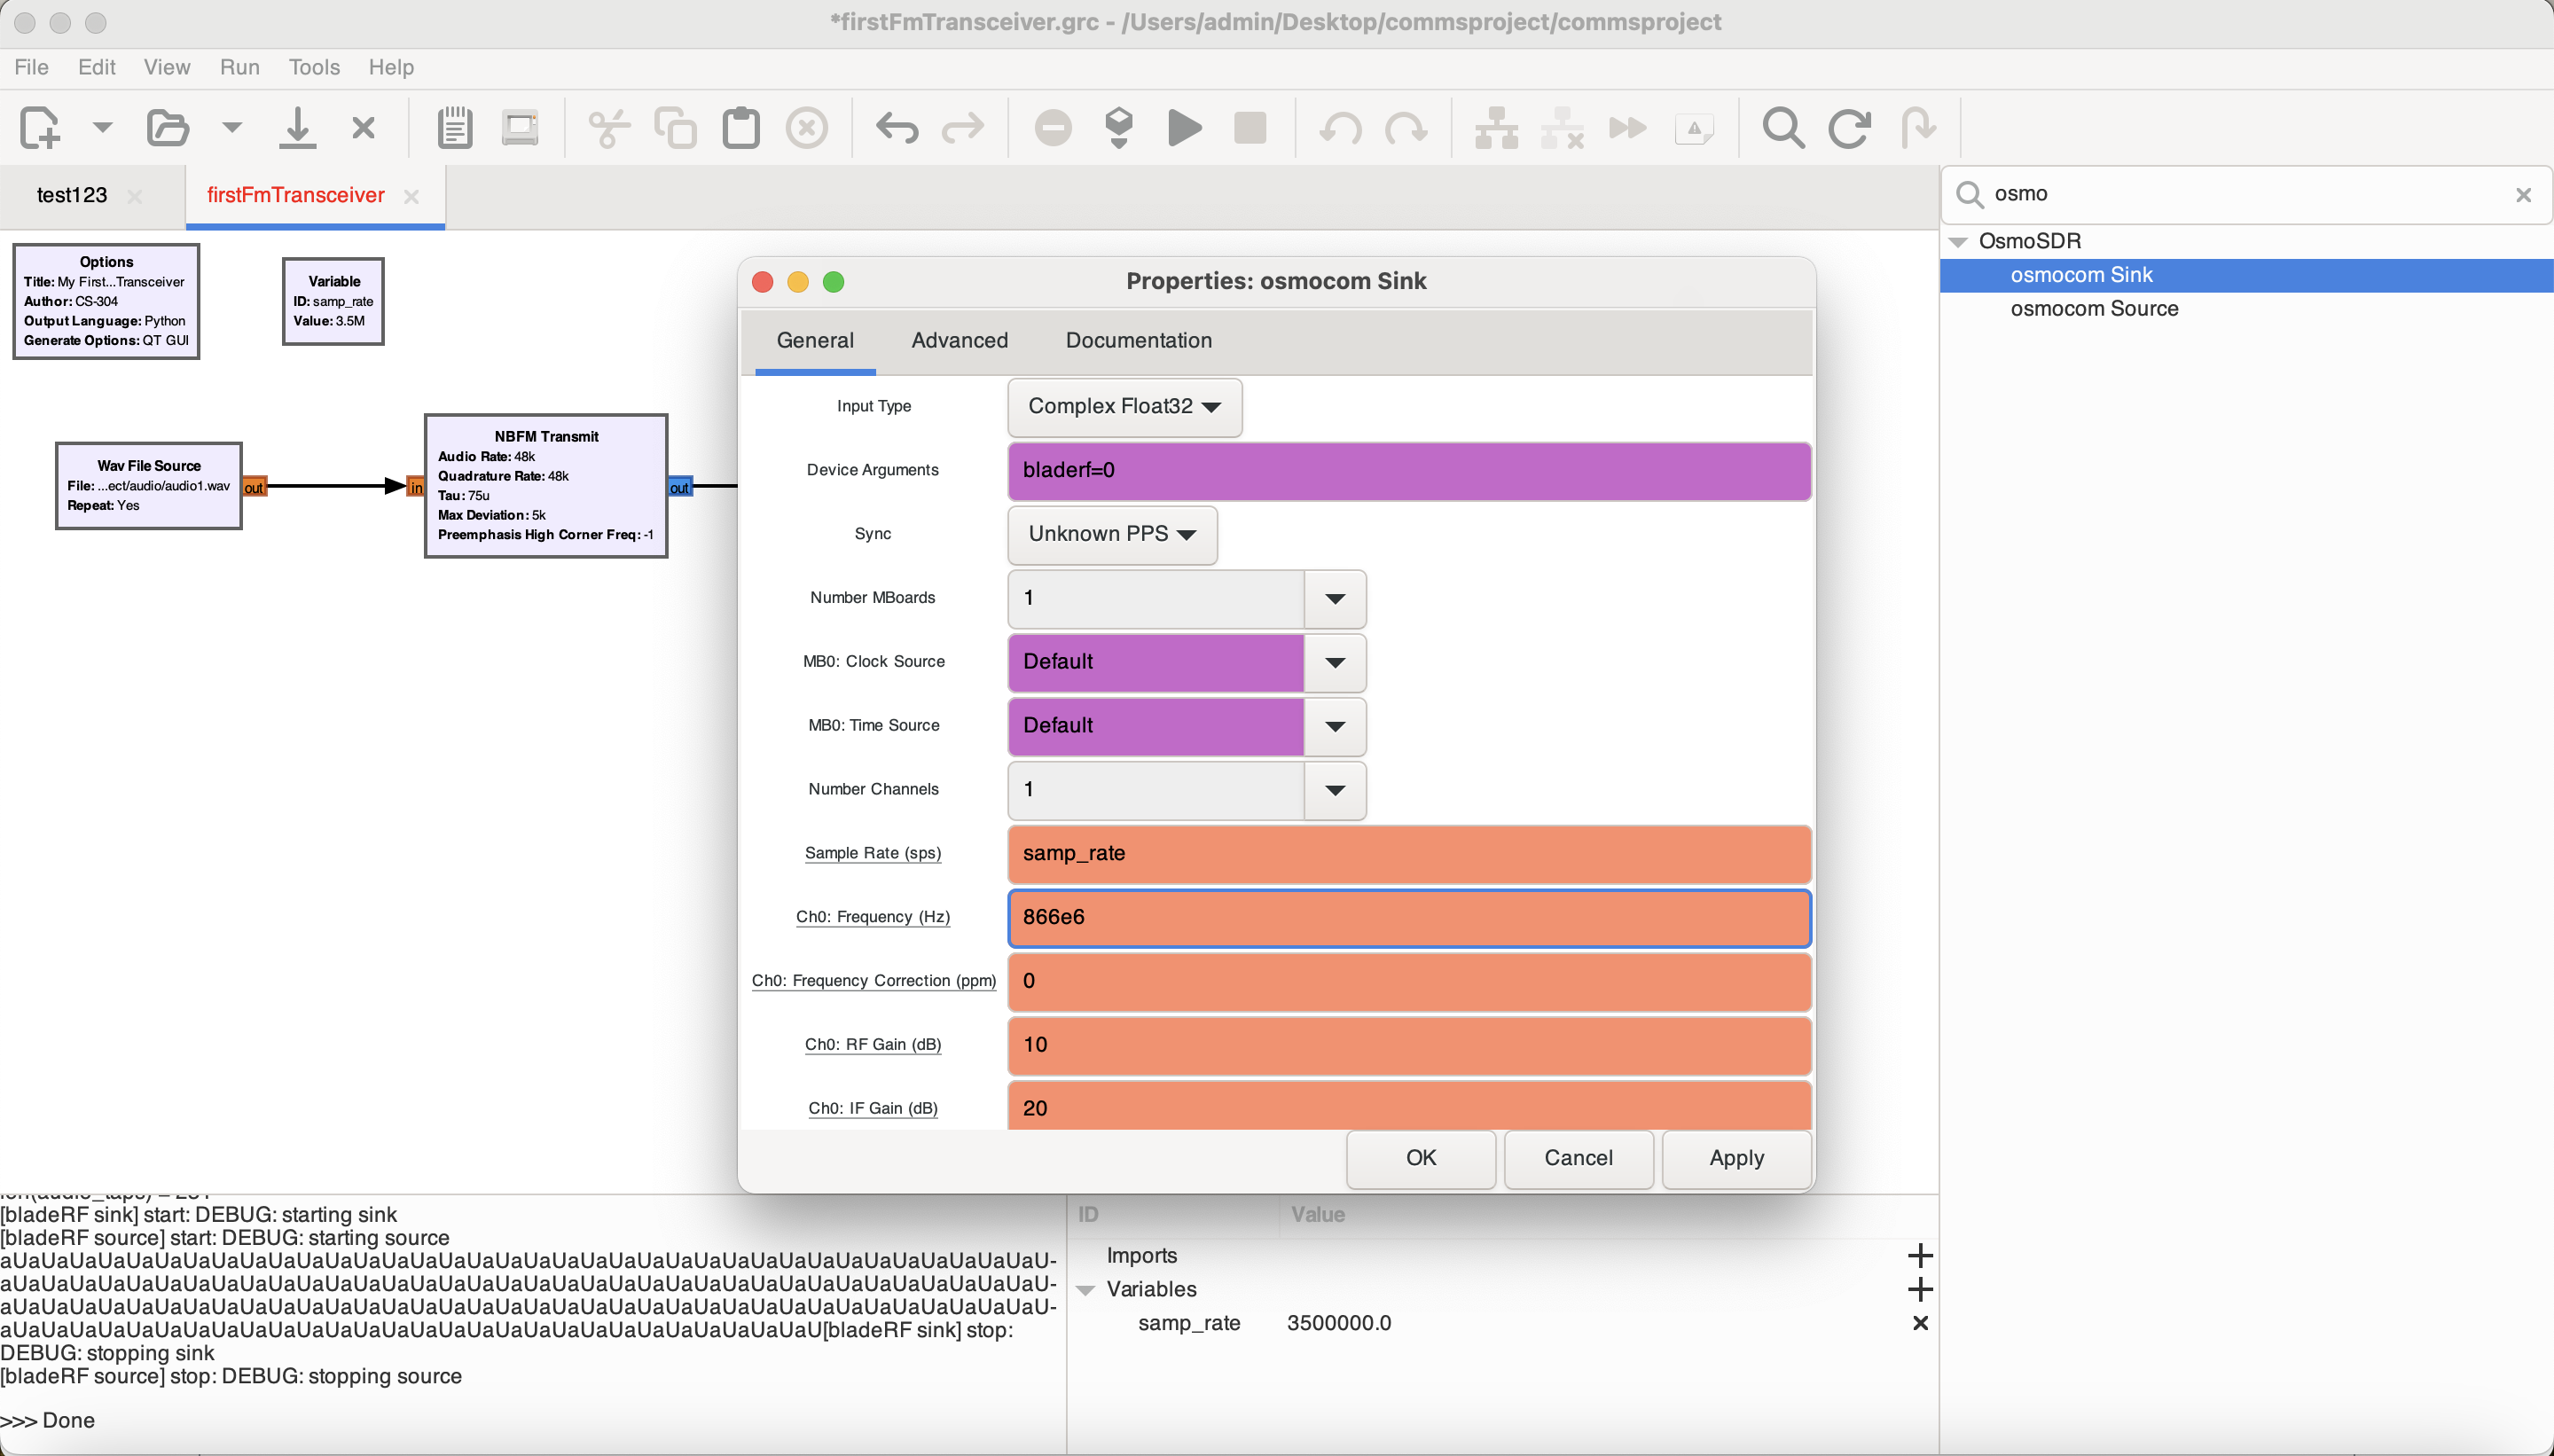 *firstFmTransceiver.grc - /Users/admin/Desktop/commsproject/commsproject
File Edit View Run Tools Help
test123
firstFmTransceiver
osmo
OsmoSDR
osmocom Sink
osmocom Source
Options
Title: My First...Transceiver
Author: CS-304
Output Language: Python
Generate Options: QT GUI
Variable
ID: samp_rate
Value: 3.5M
Wav File Source
File: ...ect/audio/audio1.wav
Repeat: Yes
out
in
NBFM Transmit
Audio Rate: 48k
Quadrature Rate: 48k
Tau: 75u
Max Deviation: 5k
Preemphasis High Corner Freq: -1
out
Properties: osmocom Sink
General Advanced Documentation
Input Type Complex Float32
Device Arguments bladerf=0
Sync Unknown PPS
Number MBoards 1
MB0: Clock Source Default
MB0: Time Source Default
Number Channels 1
Sample Rate (sps) samp_rate
Ch0: Frequency (Hz) 866e6
Ch0: Frequency Correction (ppm) 0
Ch0: RF Gain (dB) 10
Ch0: IF Gain (dB) 20
OK Cancel Apply
[bladeRF sink] start: DEBUG: starting sink
[bladeRF source] start: DEBUG: starting source
aUaUaUaUaUaUaUaUaUaUaUaUaUaUaUaUaUaUaUaUaUaUaUaUaUaUaUaUaUaUaUaUaUaUaUaUaU-
aUaUaUaUaUaUaUaUaUaUaUaUaUaUaUaUaUaUaUaUaUaUaUaUaUaUaUaUaUaUaUaUaUaUaUaUaU-
aUaUaUaUaUaUaUaUaUaUaUaUaUaUaUaUaUaUaUaUaUaUaUaUaUaUaUaUaUaUaUaUaUaUaUaUaU-
aUaUaUaUaUaUaUaUaUaUaUaUaUaUaUaUaUaUaUaUaUaUaUaUaUaUaUaUaU[bladeRF sink] stop:
DEBUG: stopping sink
[bladeRF source] stop: DEBUG: stopping source
>>> Done
ID Value
Imports
Variables
samp_rate 3500000.0